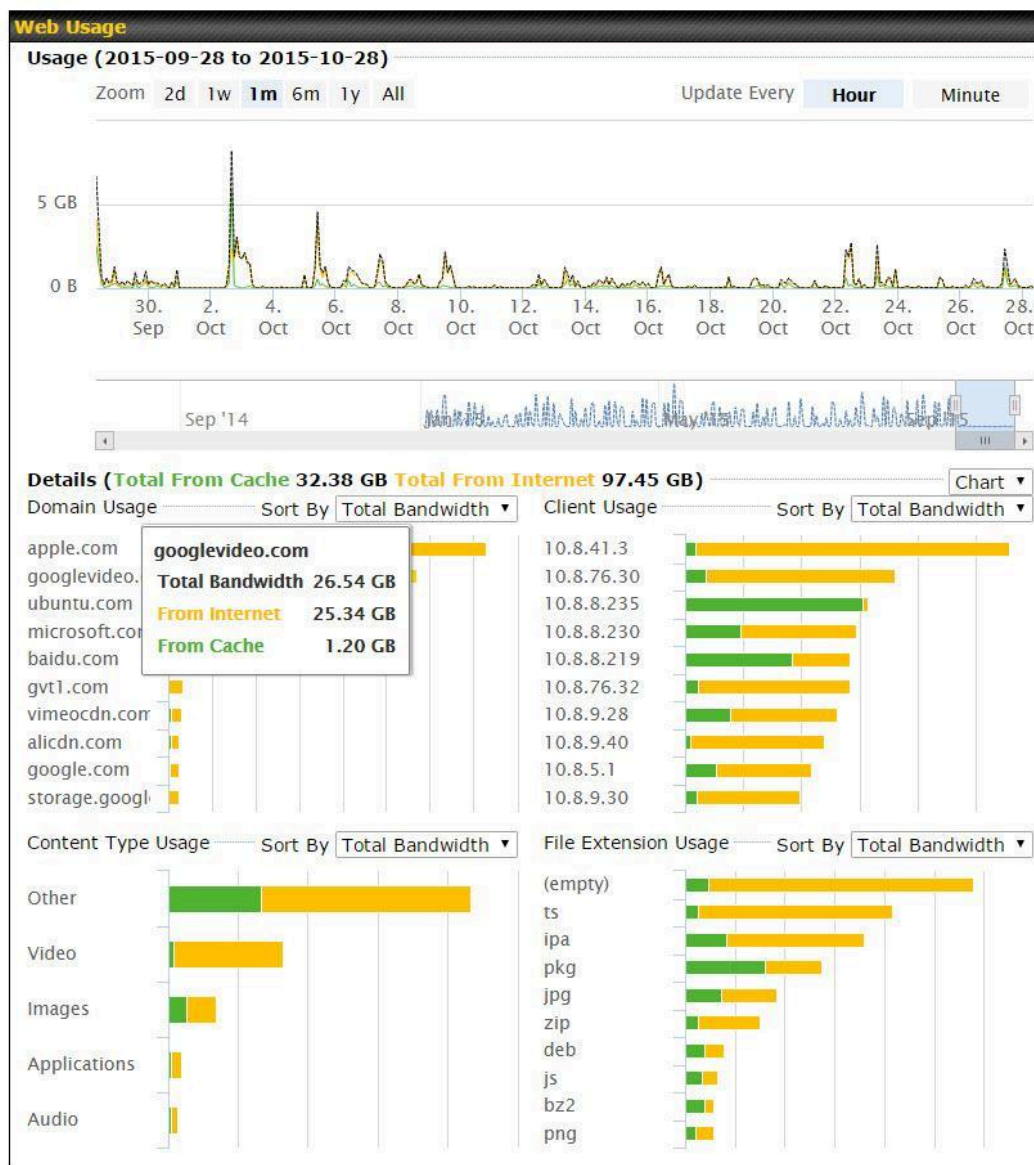 Web Usage
Usage (2015-09-28 to 2015-10-28)
Zoom 2d 1w 1m 6m 1y All Update Every Hour Minute
5 GB
0 B
30. Sep 2. Oct 4. Oct 6. Oct 8. Oct 10. Oct 12. Oct 14. Oct 16. Oct 18. Oct 20. Oct 22. Oct 24. Oct 26. Oct 28. Oct
Sep '14 May '15 Sep '15
Details (Total From Cache 32.38 GB Total From Internet 97.45 GB) Chart
Domain Usage Sort By Total Bandwidth
apple.com
googlevideo.
ubuntu.com
microsoft.cor
baidu.com
gvt1.com
vimeocdn.com
alicdn.com
google.com
storage.googl
googlevideo.com
Total Bandwidth 26.54 GB
From Internet 25.34 GB
From Cache 1.20 GB
Client Usage Sort By Total Bandwidth
10.8.41.3
10.8.76.30
10.8.8.235
10.8.8.230
10.8.8.219
10.8.76.32
10.8.9.28
10.8.9.40
10.8.5.1
10.8.9.30
Content Type Usage Sort By Total Bandwidth
Other
Video
Images
Applications
Audio
File Extension Usage Sort By Total Bandwidth
(empty)
ts
ipa
pkg
jpg
zip
deb
js
bz2
png